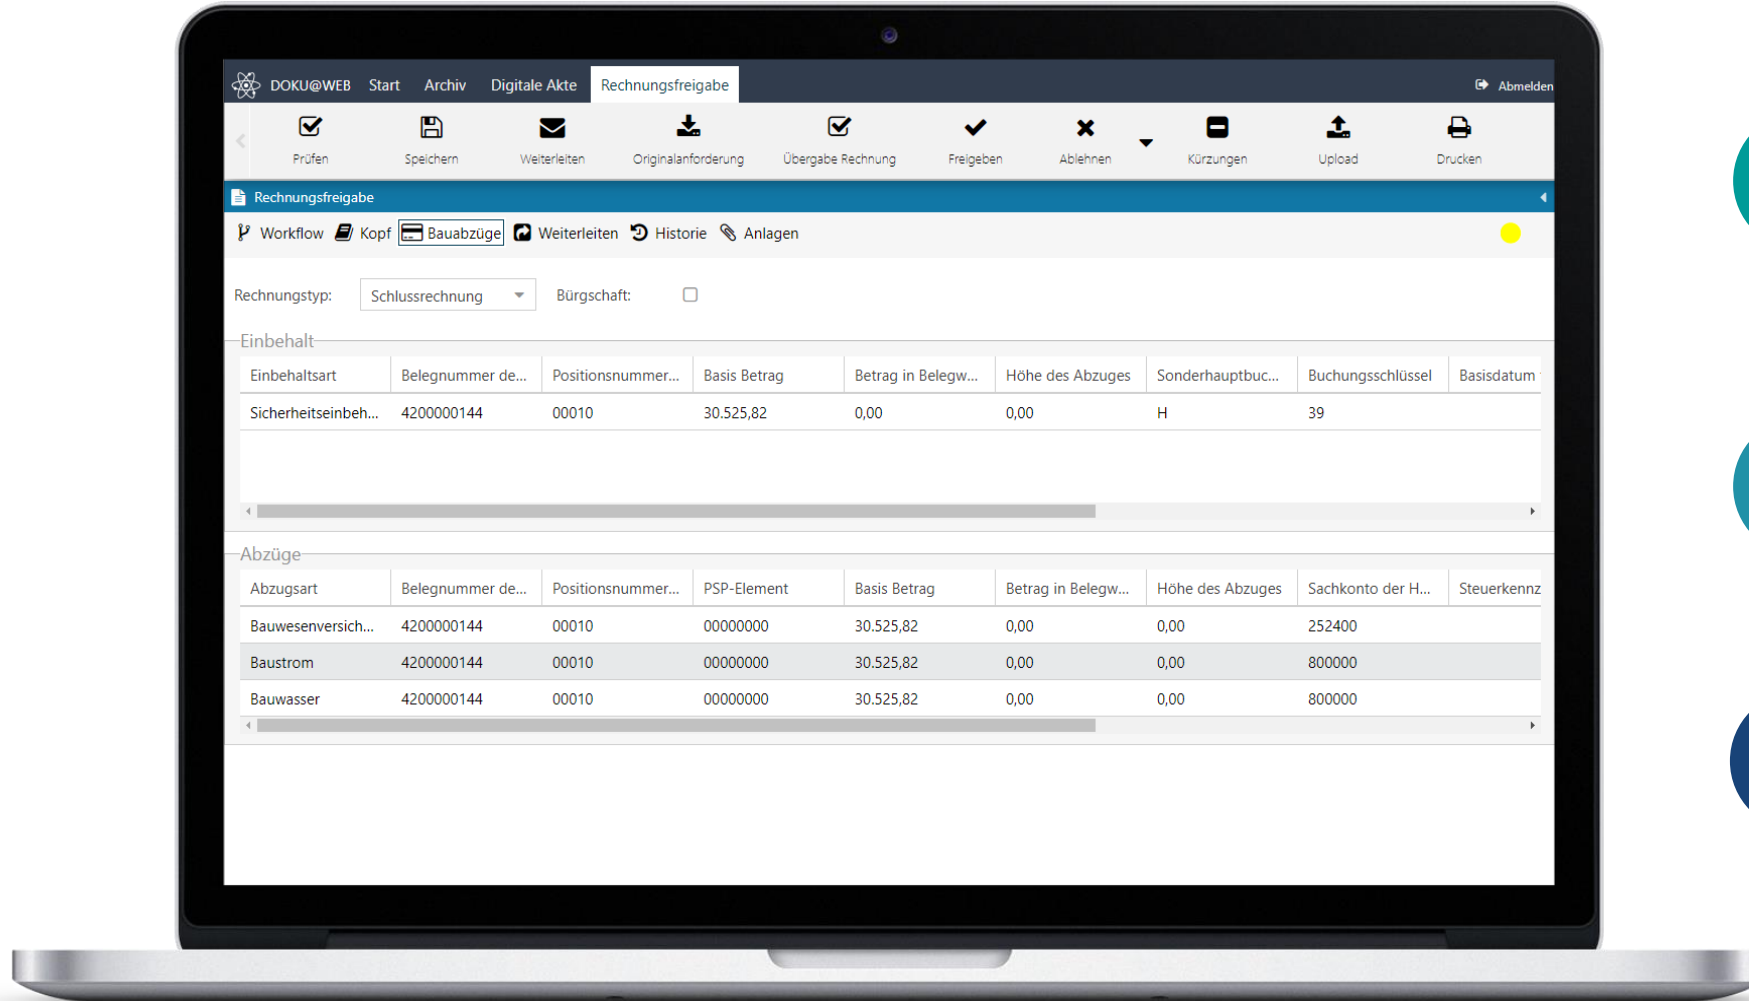 DOKU@WEB Start Archiv Digitale Akte Rechnungsfreigabe Abmelden
Prüfen Speichern Weiterleiten Originalanforderung Übergabe Rechnung Freigeben Ablehnen Kürzungen Upload Drucken
Rechnungsfreigabe
Workflow Kopf Bauabzüge Weiterleiten Historie Anlagen
Rechnungstyp: Schlussrechnung Bürgschaft:
Einbehalt
Einbehaltsart Belegnummer de... Positionsnummer... Basis Betrag Betrag in Belegw... Höhe des Abzuges Sonderhauptbuc... Buchungsschlüssel Basisdatum
Sicherheitseinbeh... 4200000144 00010 30.525,82 0,00 0,00 H 39
Abzüge
Abzugsart Belegnummer de... Positionsnummer... PSP-Element Basis Betrag Betrag in Belegw... Höhe des Abzuges Sachkonto der H... Steuerkennz
Bauwesenversich... 4200000144 00010 00000000 30.525,82 0,00 0,00 252400
Baustrom 4200000144 00010 00000000 30.525,82 0,00 0,00 800000
Bauwasser 4200000144 00010 00000000 30.525,82 0,00 0,00 800000